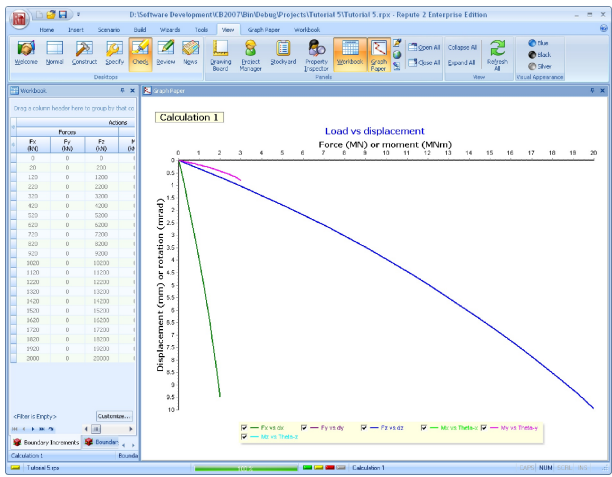 D:\Software Development\CB2007\Bin\Debug\Projects\Tutorial 5\Tutorial 5.rpx - Repute 2 Enterprise Edition
Home Insert Scenario Build Wizards Tools View Graph Paper Workbook
Welcome Normal Construct Specify Check Review News
Desktops
Drawing Board Project Manager Stockyard Property Inspector Workbook Graph Paper
Panels
Open All Close All Collapse All Expand All Refresh All
View
Blue
Black
Silver
Visual Appearance
Workbook
Graph Paper
Drag a column header here to group by that co
Actions
Forces
Fx (kN) Fy (kN) Fz (kN)
0 0 0
20 0 200
120 0 1200
220 0 2200
320 0 3200
420 0 4200
520 0 5200
620 0 6200
720 0 7200
820 0 8200
920 0 9200
1020 0 10200
1120 0 11200
1220 0 12200
1320 0 13200
1420 0 14200
1520 0 15200
1620 0 16200
1720 0 17200
1820 0 18200
1920 0 19200
2000 0 20000
<Filter is Empty>
Customize...
Boundary Increments Boundar
Calculation 1 Bounda
Calculation 1
Load vs displacement
Force (MN) or moment (MNm)
0 1 2 3 4 5 6 7 8 9 10 11 12 13 14 15 16 17 18 19 20
Displacement (mm) or rotation (mrad)
0
0.5
1
1.5
2
2.5
3
3.5
4
4.5
5
5.5
6
6.5
7
7.5
8
8.5
9
9.5
10
Fx vs dx Fy vs dy Fz vs dz Mx vs Theta-x My vs Theta-y
Mz vs Theta-z
Tutorial 5.rpx
100 %
Calculation 1
CAPS NUM SCRL INS